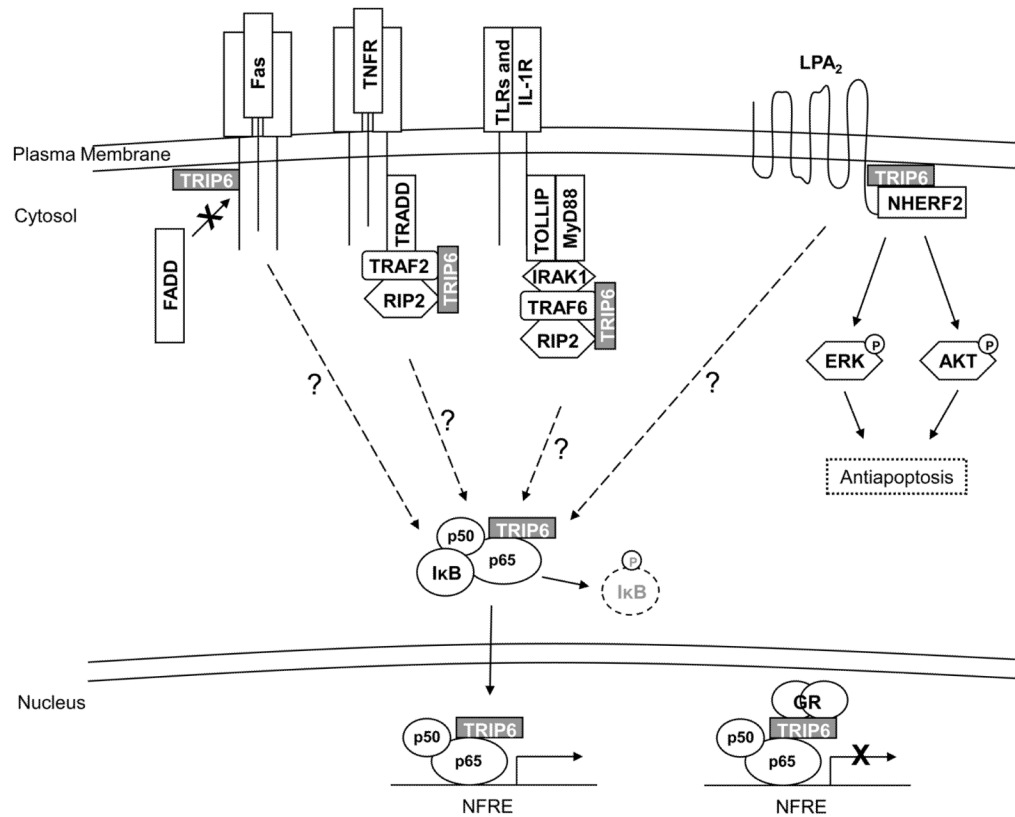 Fas
TNFR
TLRs and
IL-1R
LPA2
Plasma Membrane
TRIP6
TRIP6
NHERF2
Cytosol
FADD
TRADD
TRAF2
RIP2
TRIP6
TOLLIP
MyD88
IRAK1
TRAF6
RIP2
TRIP6
ERK
P
AKT
P
?
?
?
?
Antiapoptosis
p50
TRIP6
p65
IκB
P
IκB
Nucleus
p50
TRIP6
p65
NFRE
GR
p50
TRIP6
p65
X
NFRE